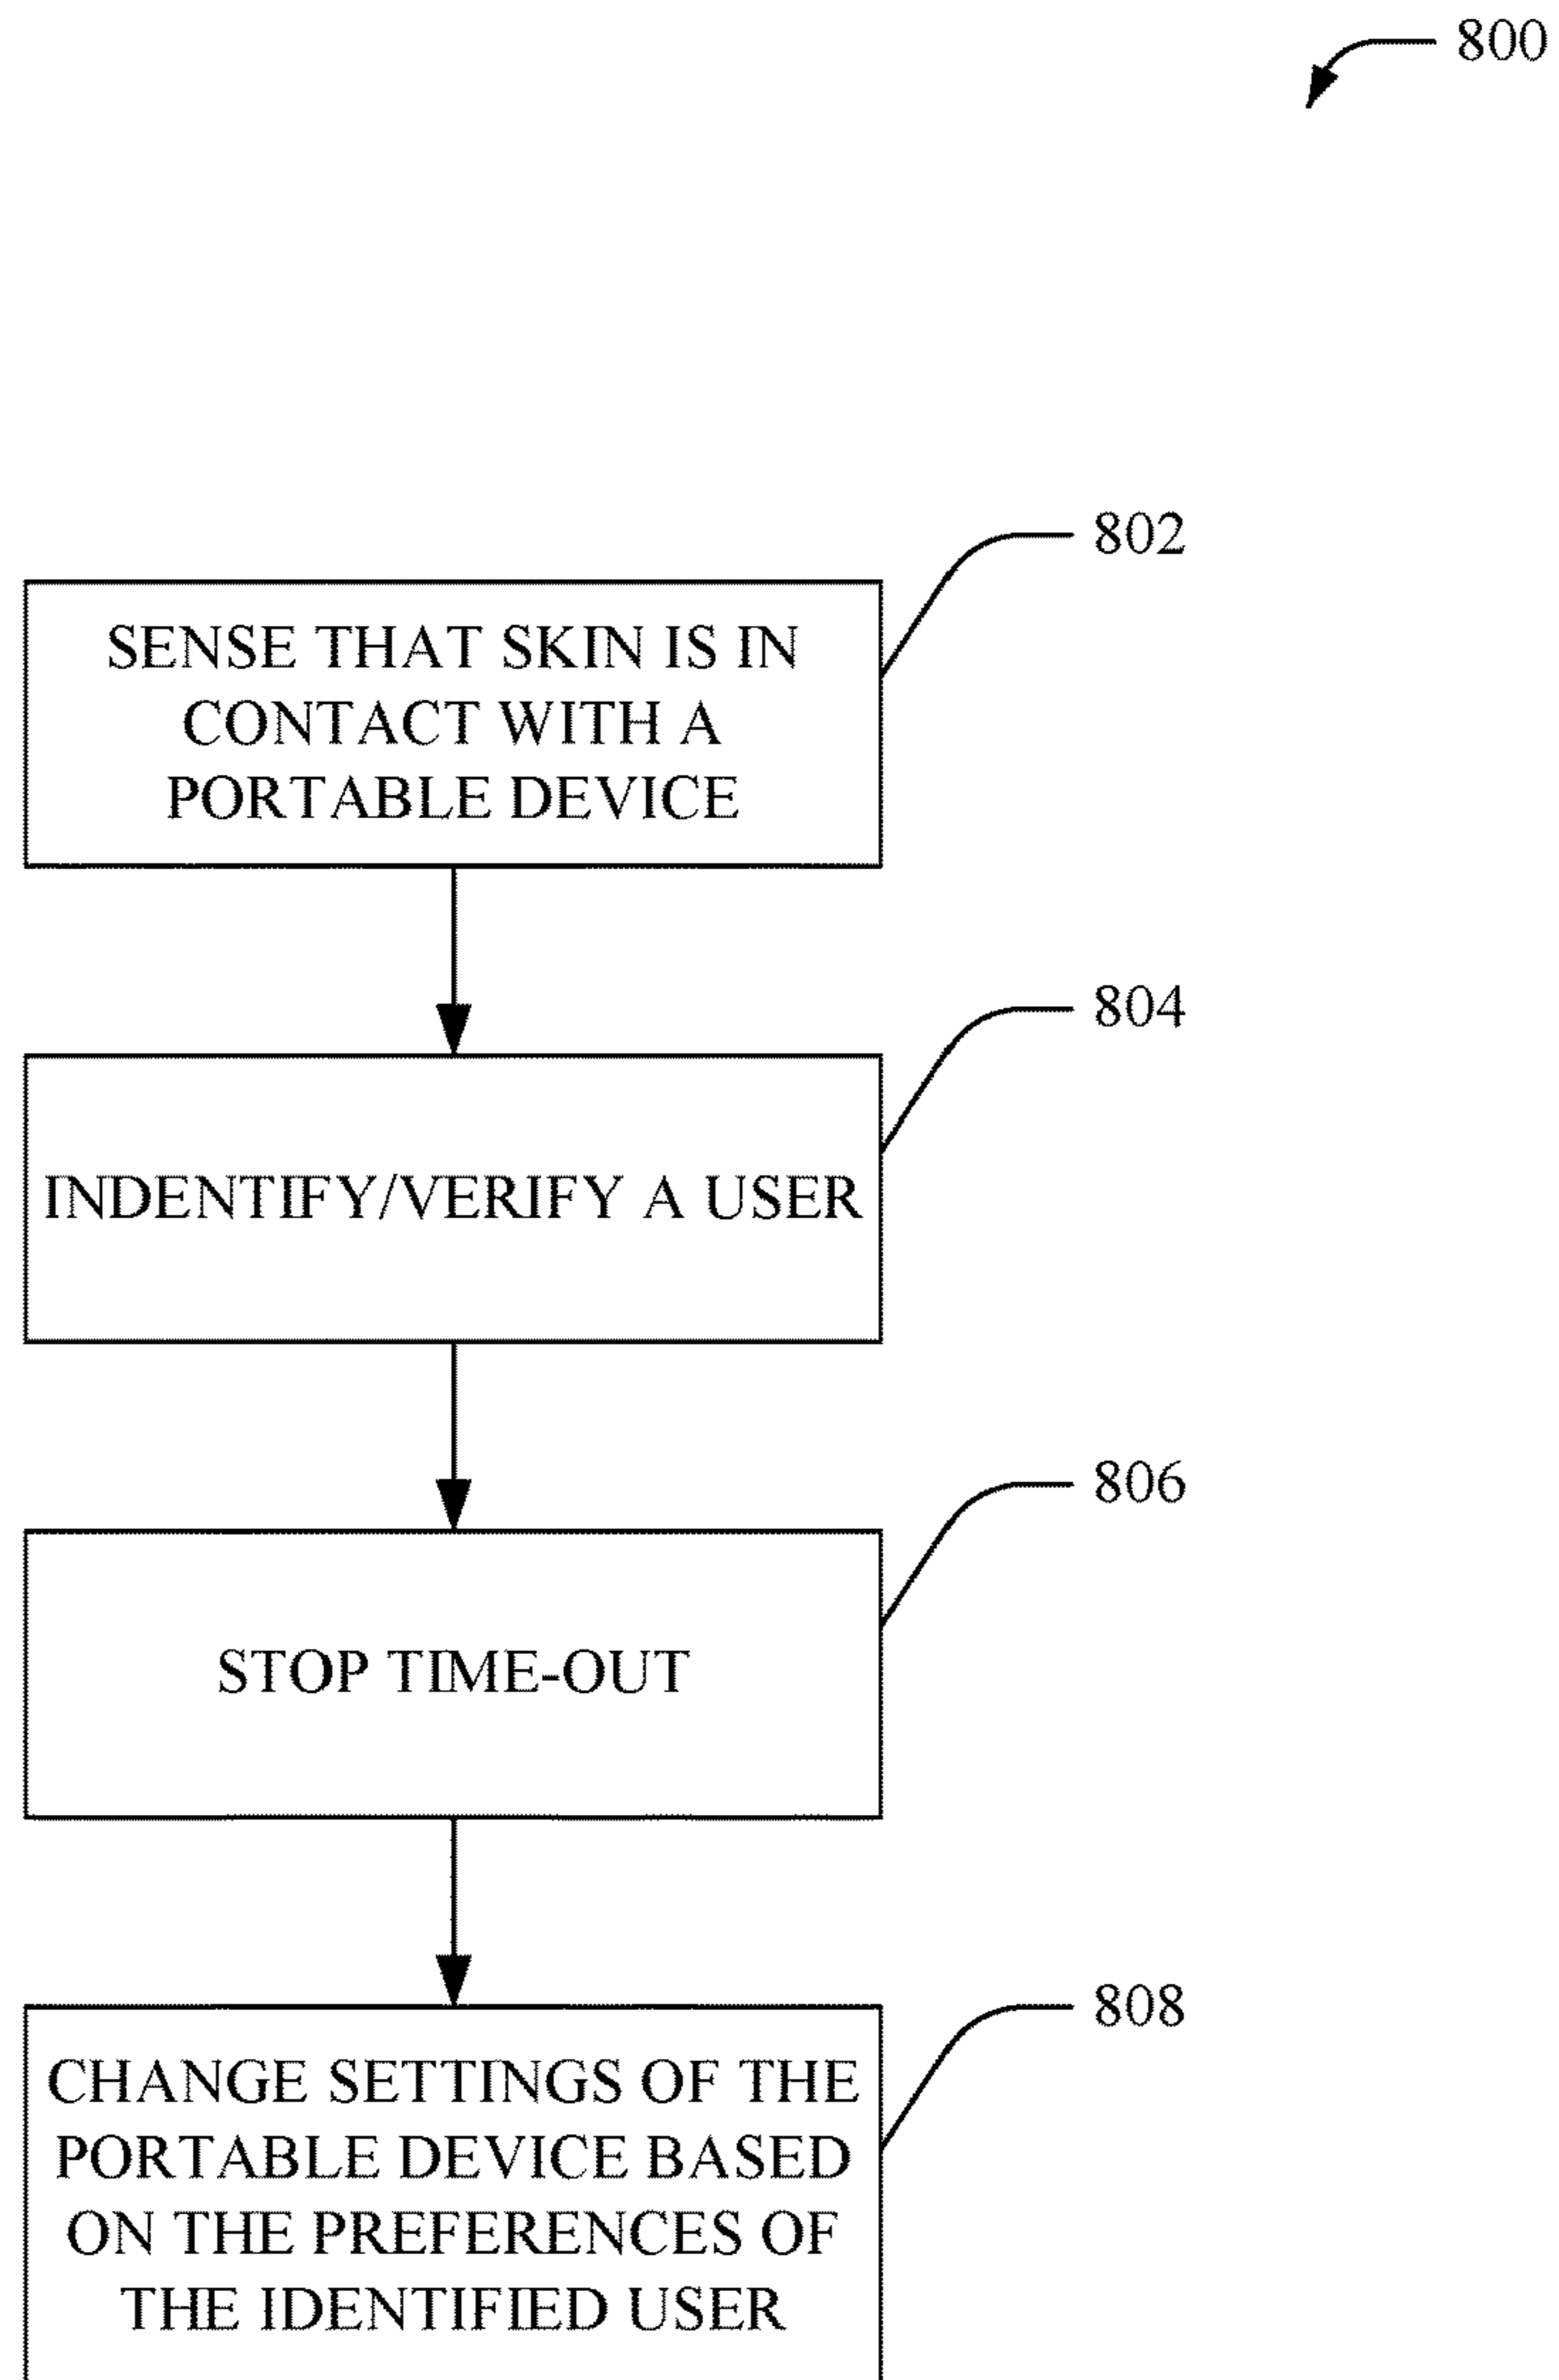 800
802
SENSE THAT SKIN IS IN
CONTACT WITH A
PORTABLE DEVICE
804
INDENTIFY/VERIFY A USER
806
STOP TIME-OUT
808
CHANGE SETTINGS OF THE
PORTABLE DEVICE BASED
ON THE PREFERENCES OF
THE IDENTIFIED USER